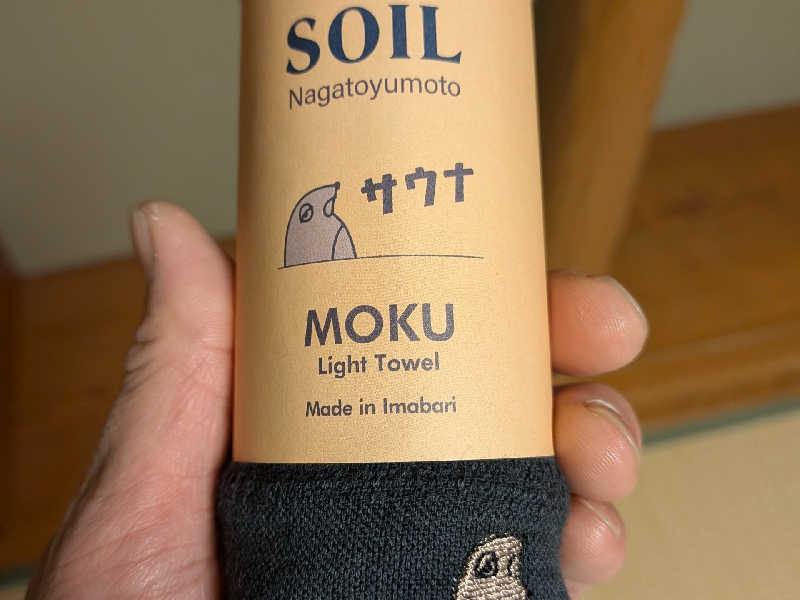 SOIL
Nagatoyumoto
サウナ
MOKU
Light Towel
Made in Imabari